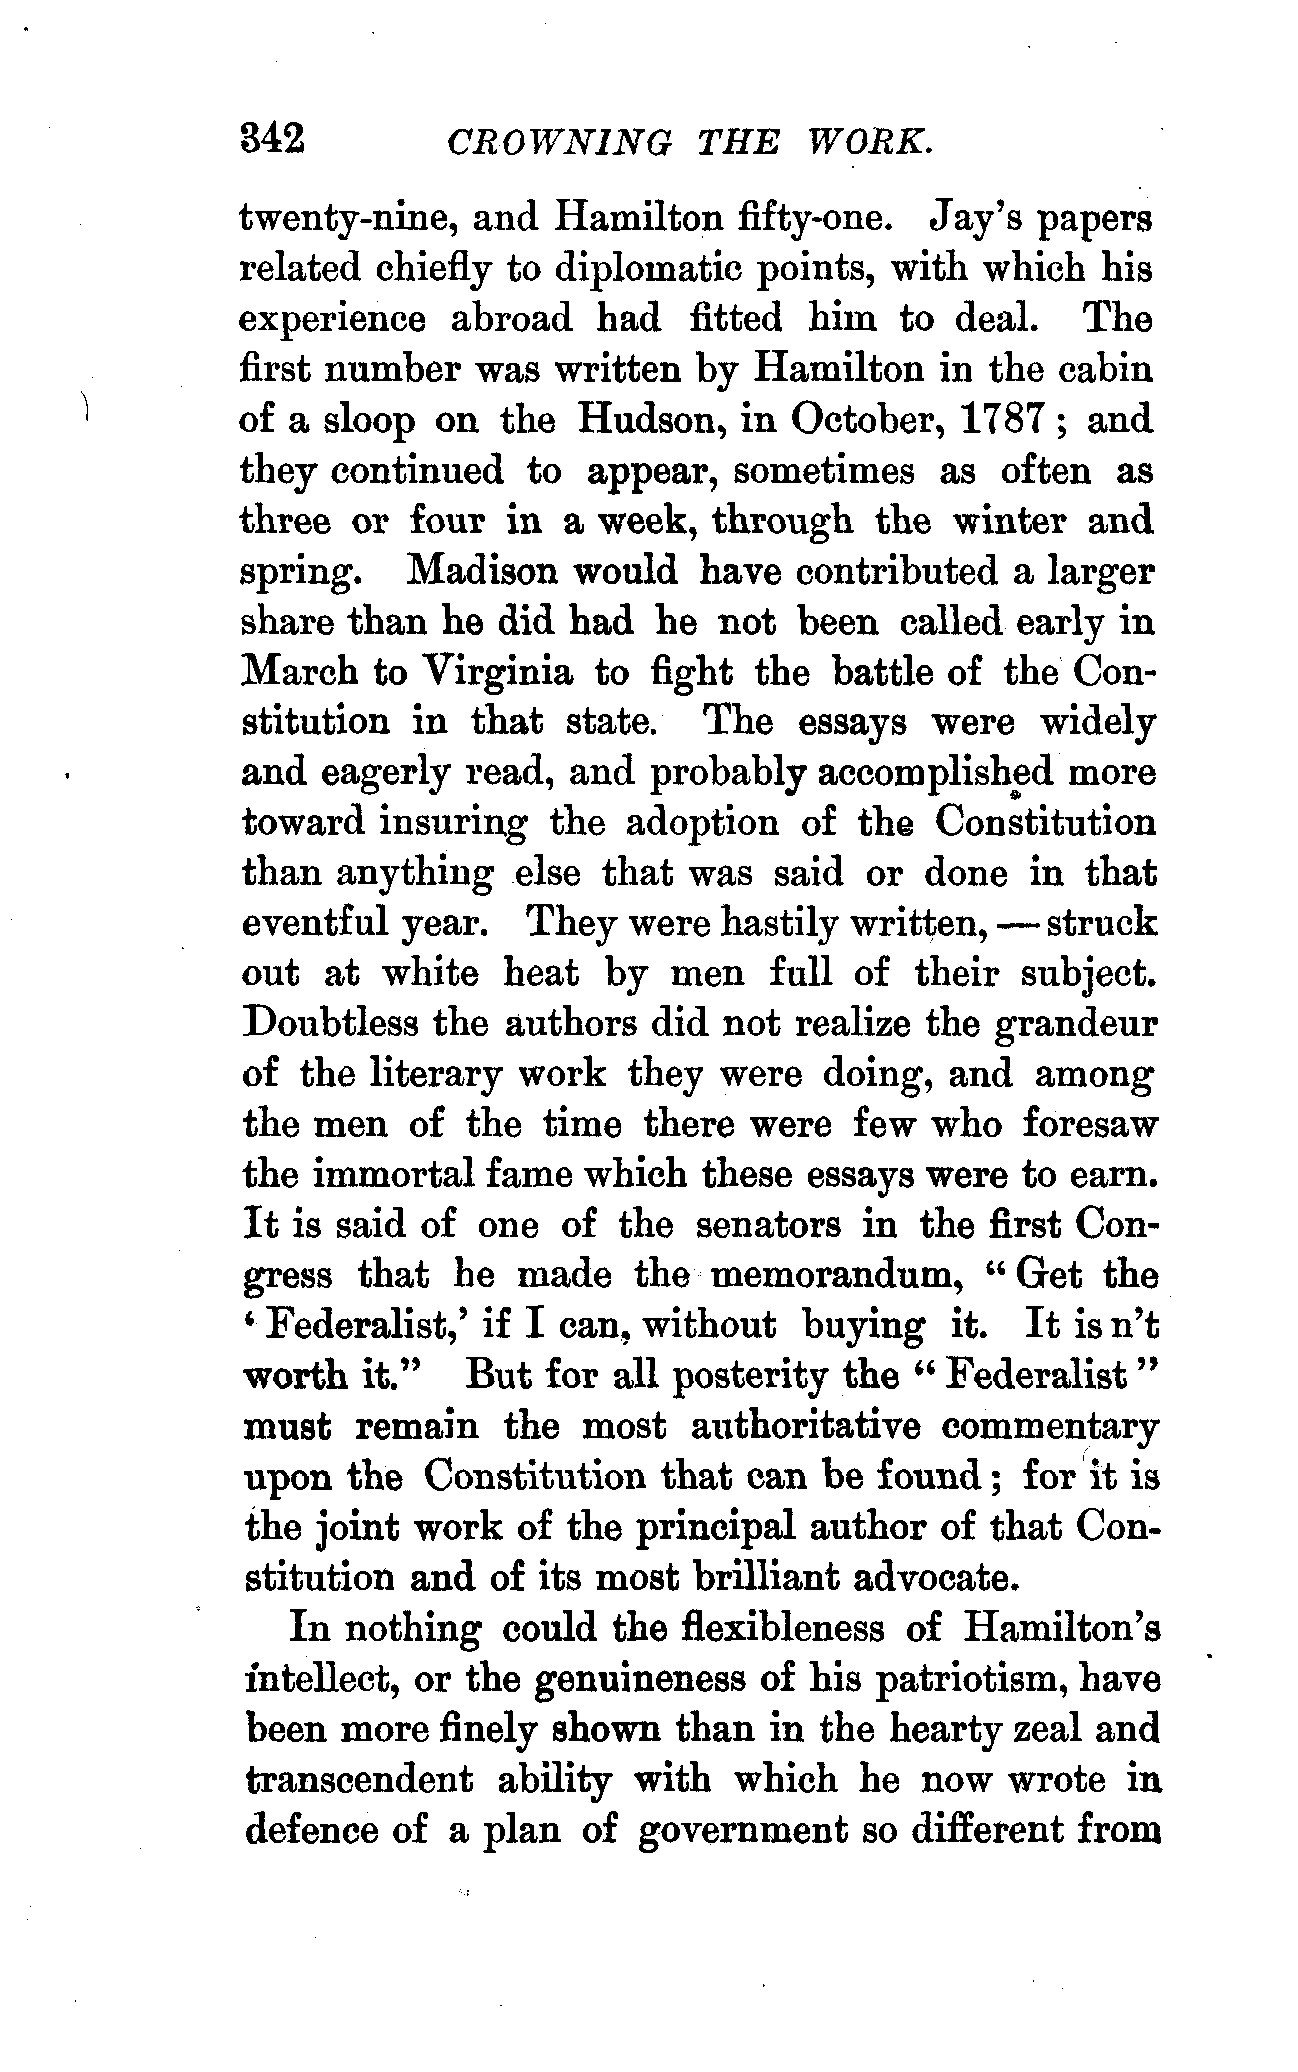 342 CROWNING THE WORK.
twenty-nine, and Hamilton fifty-one. Jay's papers
related chiefly to diplomatic points, with which his
experience abroad had fitted him to deal. The
first number was written by Hamilton in the cabin
of a sloop on the Hudson, in October, 1787; and
they continued to appear, sometimes as often as
three or four in a week, through the winter and
spring. Madison would have contributed a larger
share than he did had he not been called early in
March to Virginia to fight the battle of the Con-
stitution in that state. The essays were widely
and eagerly read, and probably accomplished more
toward insuring the adoption of the Constitution
than anything else that was said or done in that
eventful year. They were hastily written, — struck
out at white heat by men full of their subject.
Doubtless the authors did not realize the grandeur
of the literary work they were doing, and among
the men of the time there were few who foresaw
the immortal fame which these essays were to earn.
It is said of one of the senators in the first Con-
gress that he made the memorandum, "Get the
'Federalist,' if I can, without buying it. It is n't
worth it." But for all posterity the "Federalist"
must remain the most authoritative commentary
upon the Constitution that can be found; for it is
the joint work of the principal author of that Con-
stitution and of its most brilliant advocate.
In nothing could the flexibleness of Hamilton's
intellect, or the genuineness of his patriotism, have
been more finely shown than in the hearty zeal and
transcendent ability with which he now wrote in
defence of a plan of government so different from